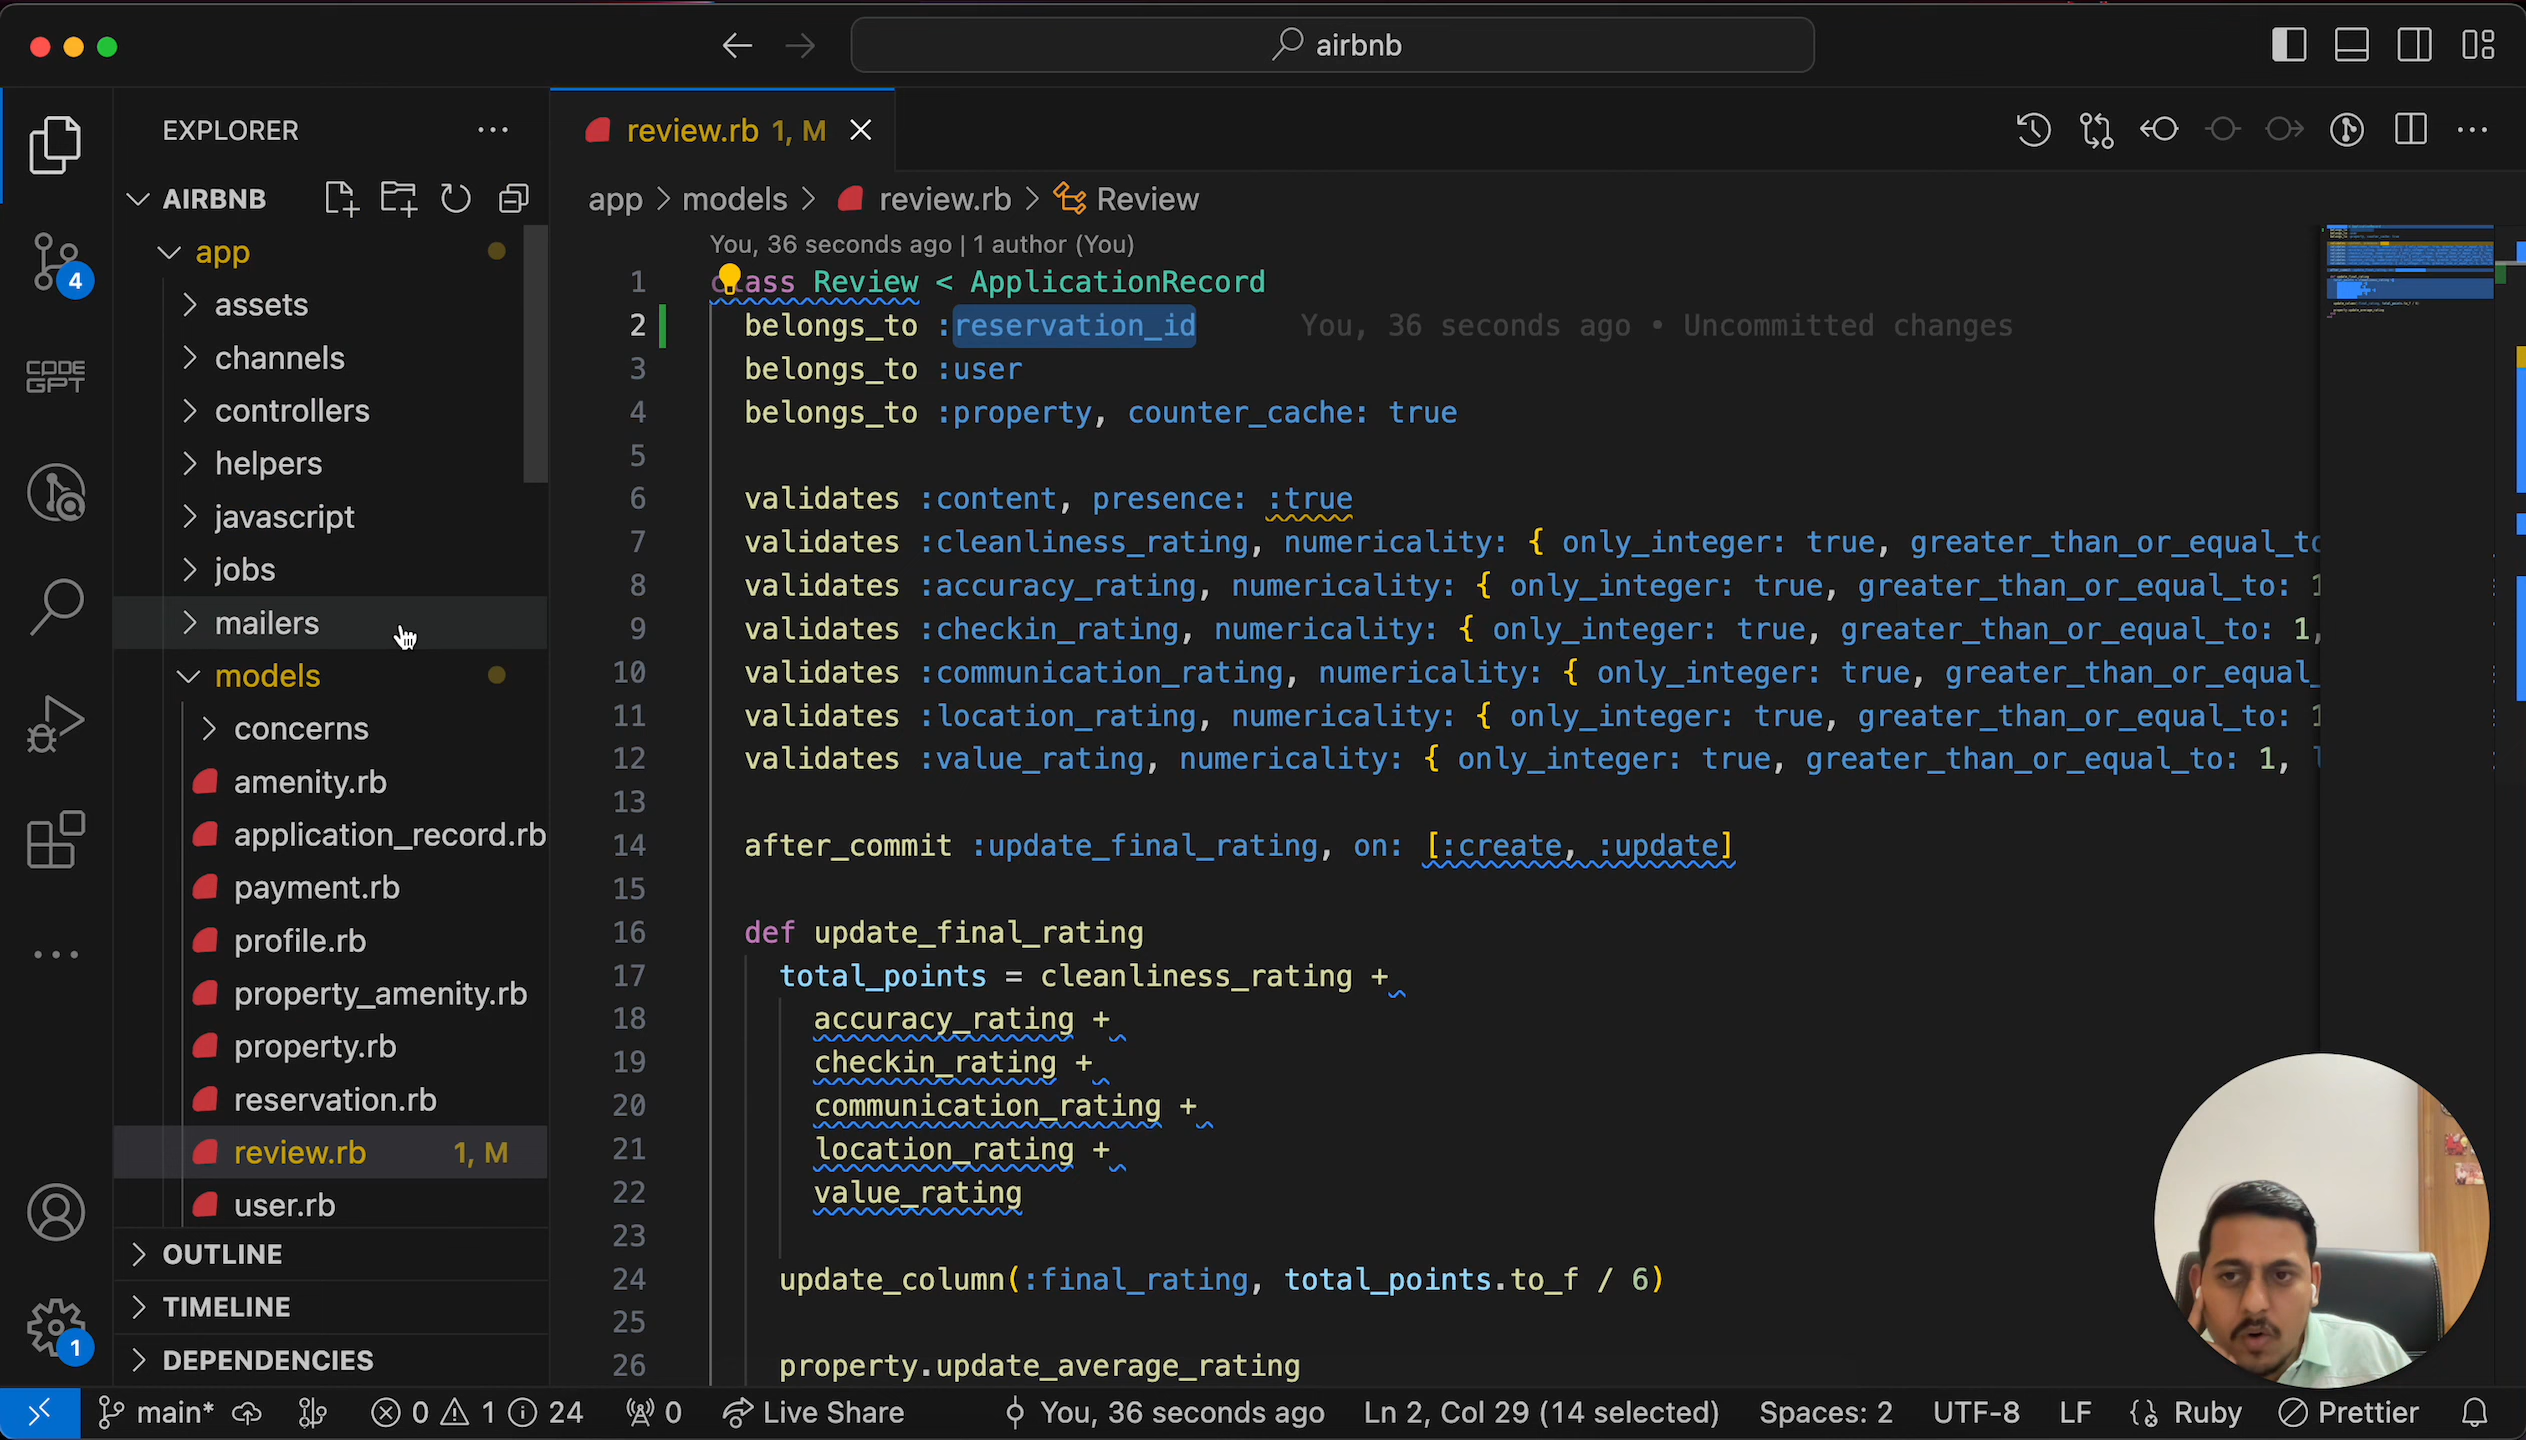 airbnb
EXPLORER
AIRBNB
app
assets
channels
controllers
helpers
javascript
jobs
mailers
models
concerns
amenity.rb
application_record.rb
payment.rb
profile.rb
property_amenity.rb
property.rb
reservation.rb
review.rb 1, M
user.rb
OUTLINE
TIMELINE
DEPENDENCIES
4
CODE
GPT
1
review.rb 1, M
app > models > review.rb > Review
You, 36 seconds ago | 1 author (You)
1 class Review < ApplicationRecord
2 belongs_to :reservation_id You, 36 seconds ago • Uncommitted changes
3 belongs_to :user
4 belongs_to :property, counter_cache: true
5
6 validates :content, presence: :true
7 validates :cleanliness_rating, numericality: { only_integer: true, greater_than_or_equal_to
8 validates :accuracy_rating, numericality: { only_integer: true, greater_than_or_equal_to: 1
9 validates :checkin_rating, numericality: { only_integer: true, greater_than_or_equal_to: 1,
10 validates :communication_rating, numericality: { only_integer: true, greater_than_or_equal_
11 validates :location_rating, numericality: { only_integer: true, greater_than_or_equal_to: 1
12 validates :value_rating, numericality: { only_integer: true, greater_than_or_equal_to: 1,
13
14 after_commit :update_final_rating, on: [:create, :update]
15
16 def update_final_rating
17 total_points = cleanliness_rating +
18 accuracy_rating +
19 checkin_rating +
20 communication_rating +
21 location_rating +
22 value_rating
23
24 update_column(:final_rating, total_points.to_f / 6)
25
26 property.update_average_rating
main* 0 1 24 0 Live Share You, 36 seconds ago Ln 2, Col 29 (14 selected) Spaces: 2 UTF-8 LF Ruby Prettier